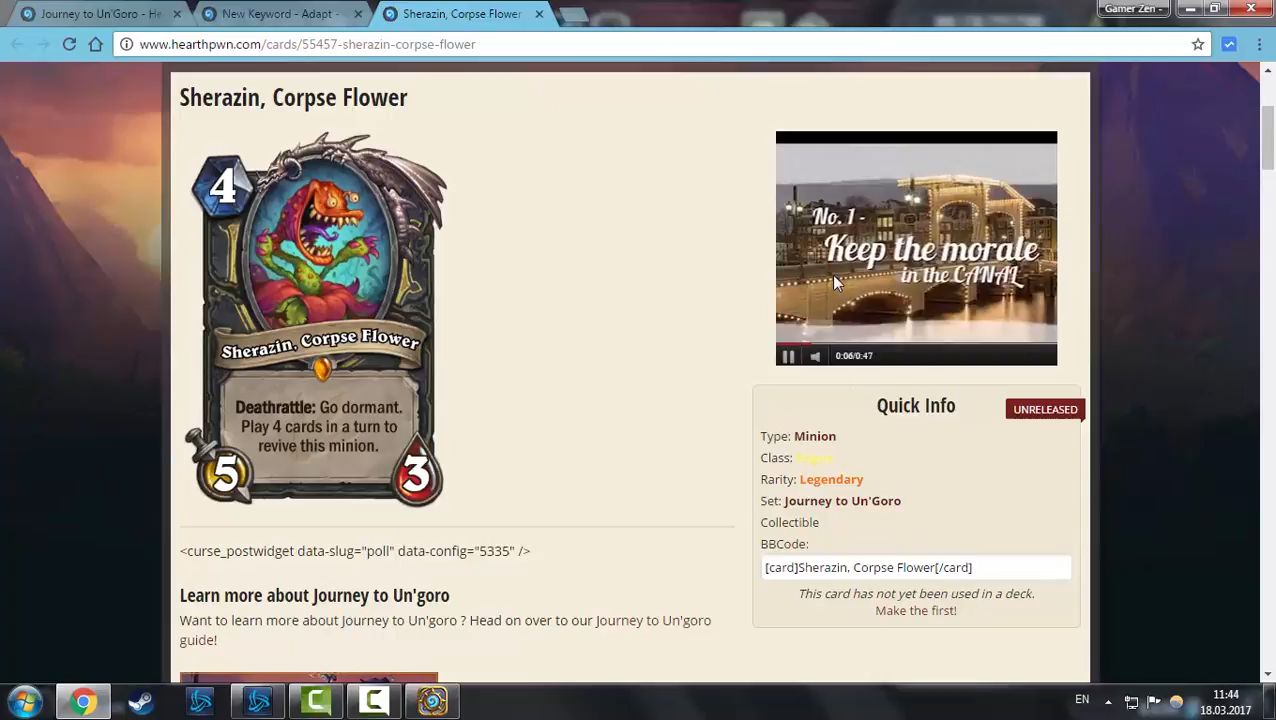 Journey to Un'Goro - He
New Keyword - Adapt -
Sherazin, Corpse Flower
Gamer Zen -
www.hearthpwn.com/cards/55457-sherazin-corpse-flower
Sherazin, Corpse Flower
4
Sherazin, Corpse Flower
Deathrattle: Go dormant.
Play 4 cards in a turn to
revive this minion.
5
3
No. 1 -
Keep the morale
in the CANAL
0:06/0:47
Quick Info
UNRELEASED
Type: Minion
Class: Rogue
Rarity: Legendary
Set: Journey to Un'Goro
Collectible
BBCode:
[card]Sherazin, Corpse Flower[/card]
This card has not yet been used in a deck.
Make the first!
<curse_postwidget data-slug="poll" data-config="5335" />
Learn more about Journey to Un'goro
Want to learn more about Journey to Un'goro ? Head on over to our Journey to Un'goro
guide!
EN
11:44
18.03.2017